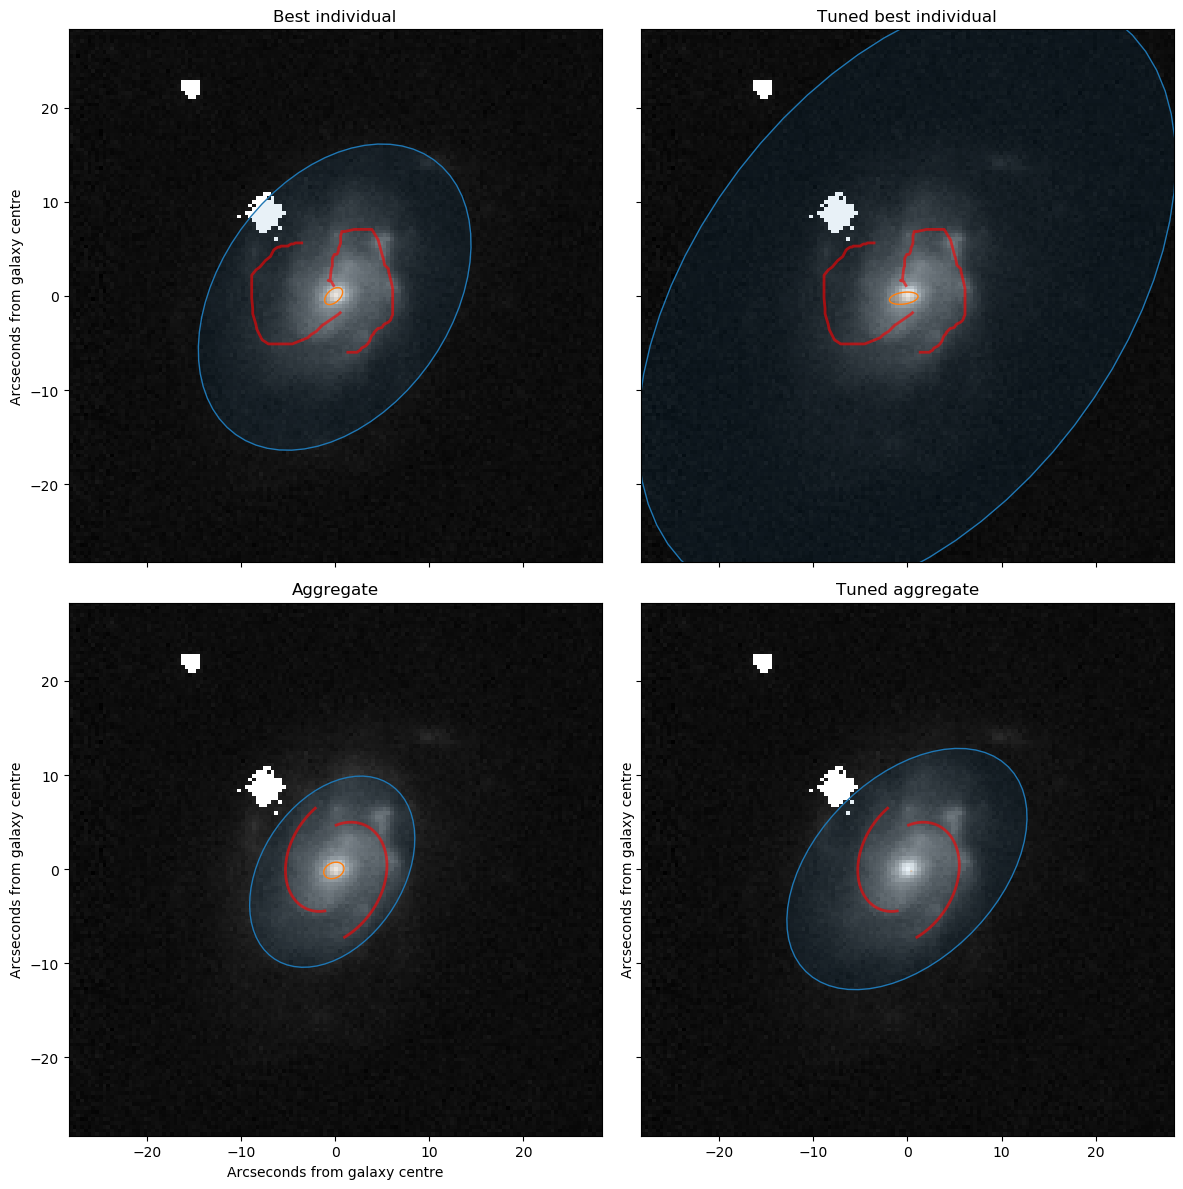 Best individual
Tuned best individual
20
10
0
−10
−20
Arcseconds from galaxy centre
Aggregate
Tuned aggregate
20
10
0
−10
−20
Arcseconds from galaxy centre
Arcseconds from galaxy centre
−20 −10 0 10 20
−20 −10 0 10 20
Arcseconds from galaxy centre